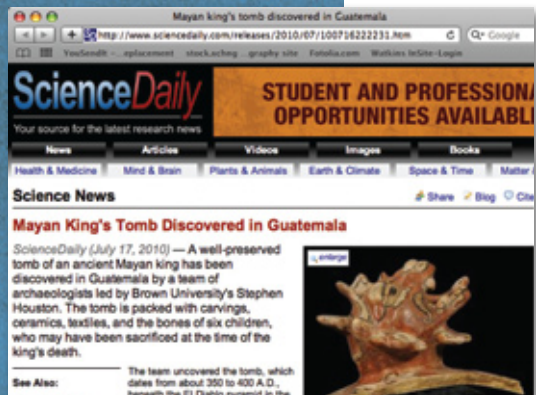 Mayan king's tomb discovered in Guatemala
http://www.sciencedaily.com/releases/2010/07/100716222231.htm
Google
YouSendIt - ...eplacement stock.xchng ...graphy site Fotolia.com Watkins InSite-Login
ScienceDaily
Your source for the latest research news
STUDENT AND PROFESSIONA
OPPORTUNITIES AVAILABL
News Articles Videos Images Books
Health & Medicine Mind & Brain Plants & Animals Earth & Climate Space & Time Matter
Science News
Share Blog Cite
Mayan King's Tomb Discovered in Guatemala
ScienceDaily (July 17, 2010) — A well-preserved
tomb of an ancient Mayan king has been
discovered in Guatemala by a team of
archaeologists led by Brown University's Stephen
Houston. The tomb is packed with carvings,
ceramics, textiles, and the bones of six children,
who may have been sacrificed at the time of the
king's death.
enlarge
See Also:
The team uncovered the tomb, which
dates from about 350 to 400 A.D.,
beneath the El Diablo pyramid in the